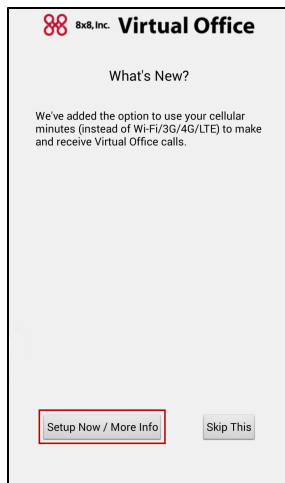 8x8, Inc. Virtual Office
What's New?
We've added the option to use your cellular
minutes (instead of Wi-Fi/3G/4G/LTE) to make
and receive Virtual Office calls.
Setup Now / More Info Skip This